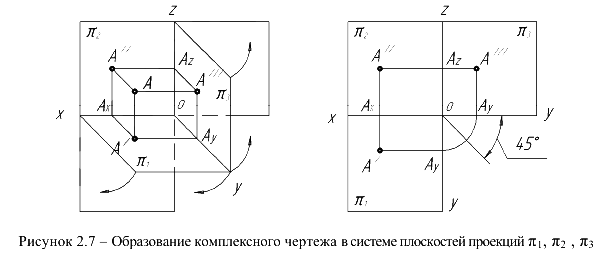 z z
π₂ π₂ π₃
A'' Az A'' Az A'''
A A'''
π₃
Ax 0 Ax 0 Ay
x x y
A' Ay 45°
A' Ay
π₁
y π₁ y
Рисунок 2.7 – Образование комплексного чертежа в системе плоскостей проекций π₁, π₂ , π₃